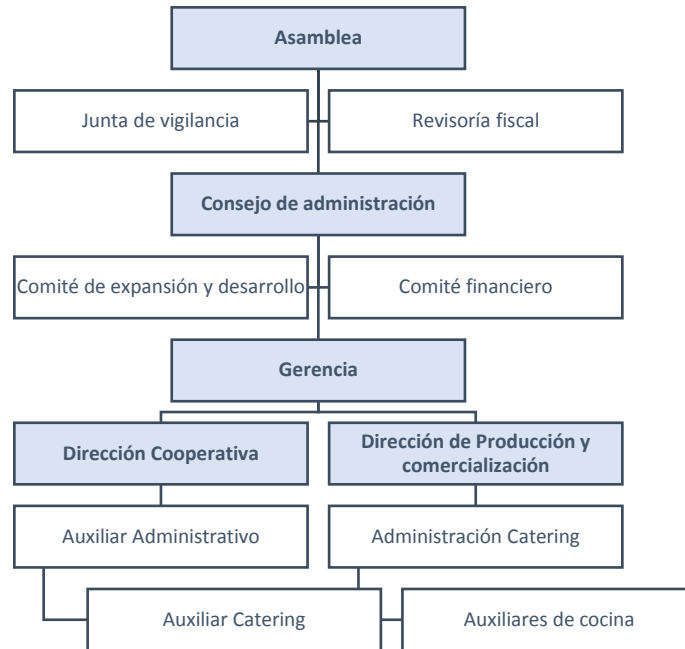 Asamblea
Junta de vigilancia
Revisoría fiscal
Consejo de administración
Comité de expansión y desarrollo
Comité financiero
Gerencia
Dirección Cooperativa
Dirección de Producción y
comercialización
Auxiliar Administrativo
Administración Catering
Auxiliar Catering
Auxiliares de cocina